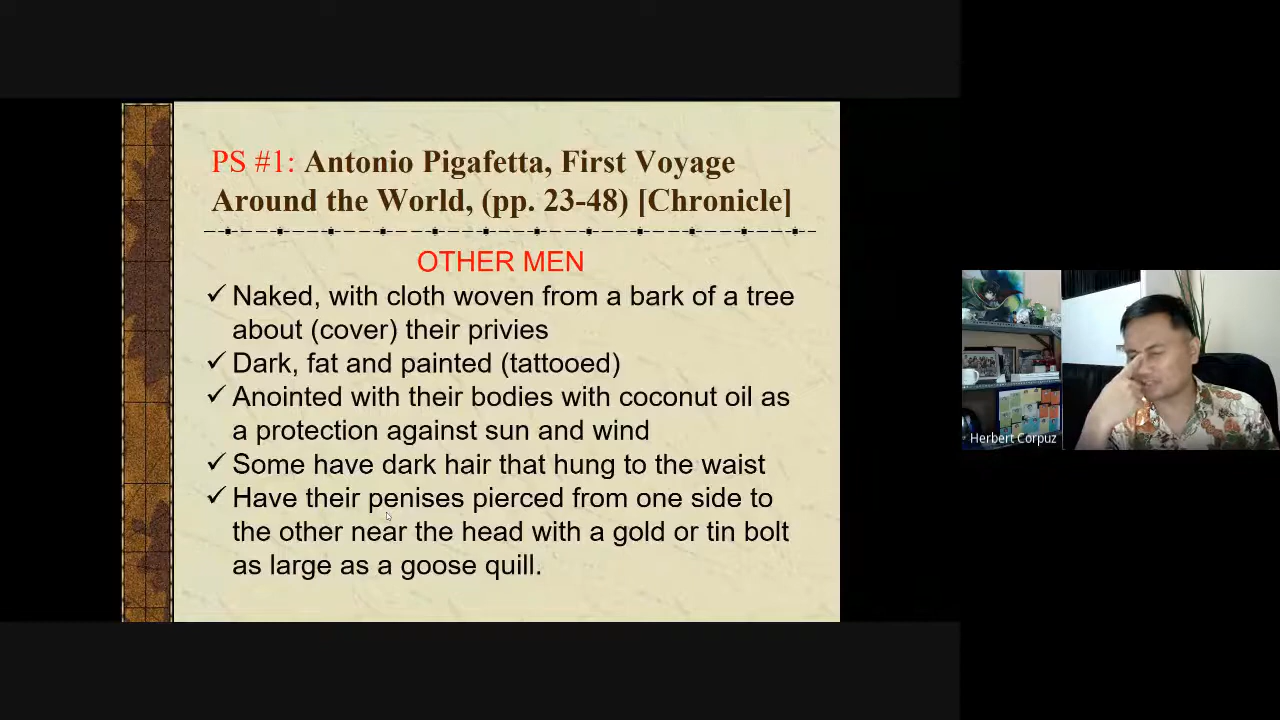 PS #1: Antonio Pigafetta, First Voyage
Around the World, (pp. 23-48) [Chronicle]
OTHER MEN
✓ Naked, with cloth woven from a bark of a tree
about (cover) their privies
✓ Dark, fat and painted (tattooed)
✓ Anointed with their bodies with coconut oil as
a protection against sun and wind
✓ Some have dark hair that hung to the waist
✓ Have their penises pierced from one side to
the other near the head with a gold or tin bolt
as large as a goose quill.
Herbert Corpuz